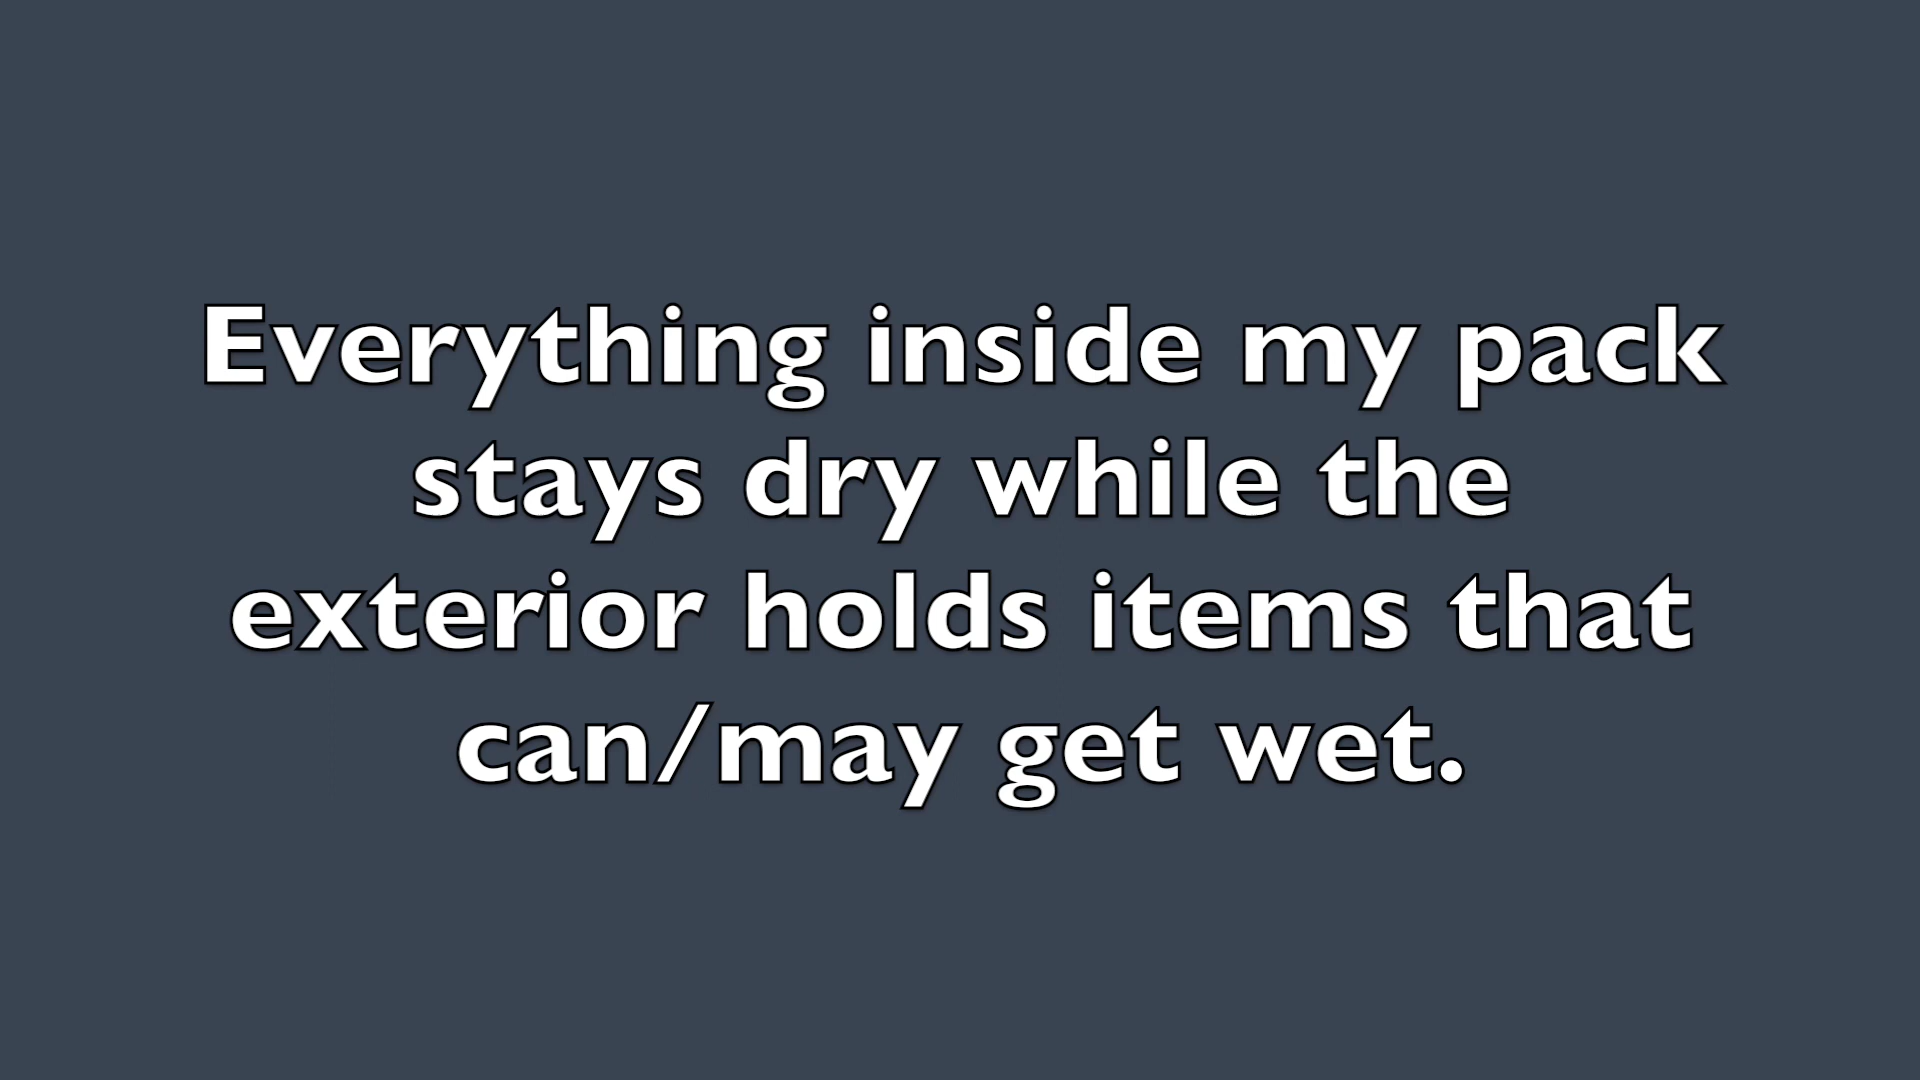 Everything inside my pack
stays dry while the
exterior holds items that
can/may get wet.